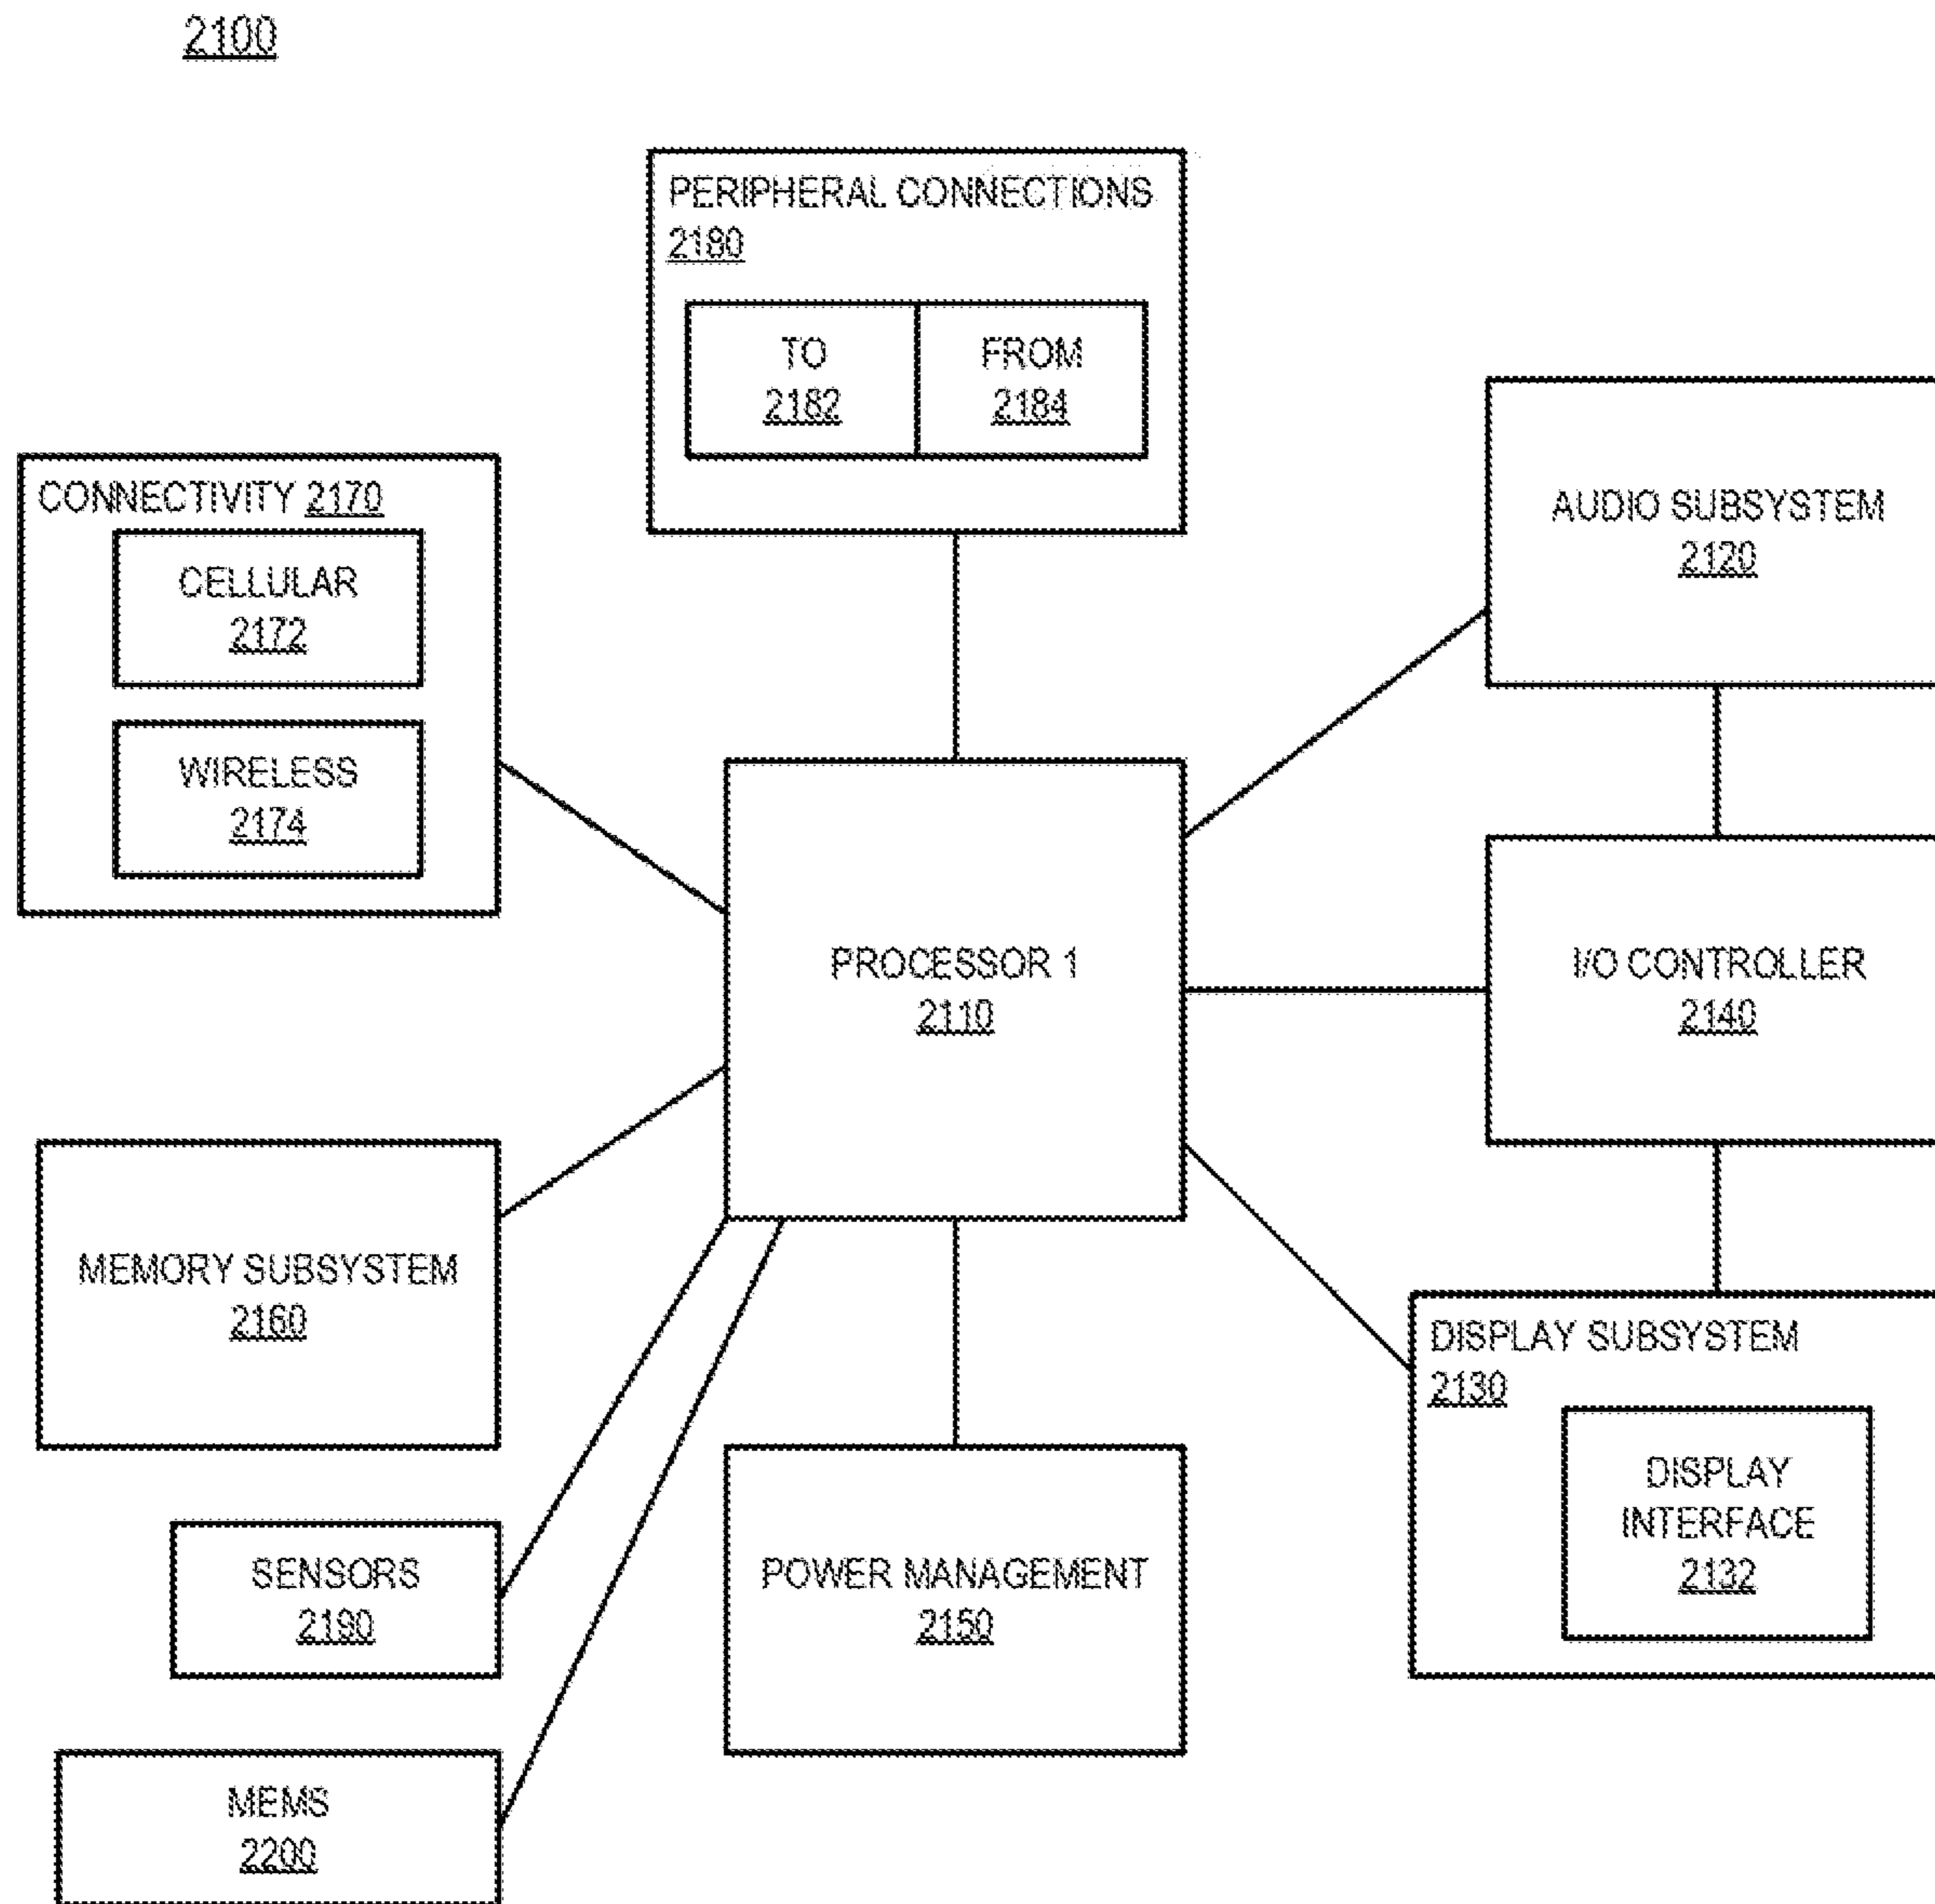 2100
PERIPHERAL CONNECTIONS
2180
TO
2182
FROM
2184
CONNECTIVITY 2170
CELLULAR
2172
WIRELESS
2174
AUDIO SUBSYSTEM
2120
PROCESSOR 1
2110
I/O CONTROLLER
2140
MEMORY SUBSYSTEM
2160
DISPLAY SUBSYSTEM
2130
DISPLAY
INTERFACE
2132
SENSORS
2190
POWER MANAGEMENT
2150
MEMS
2200